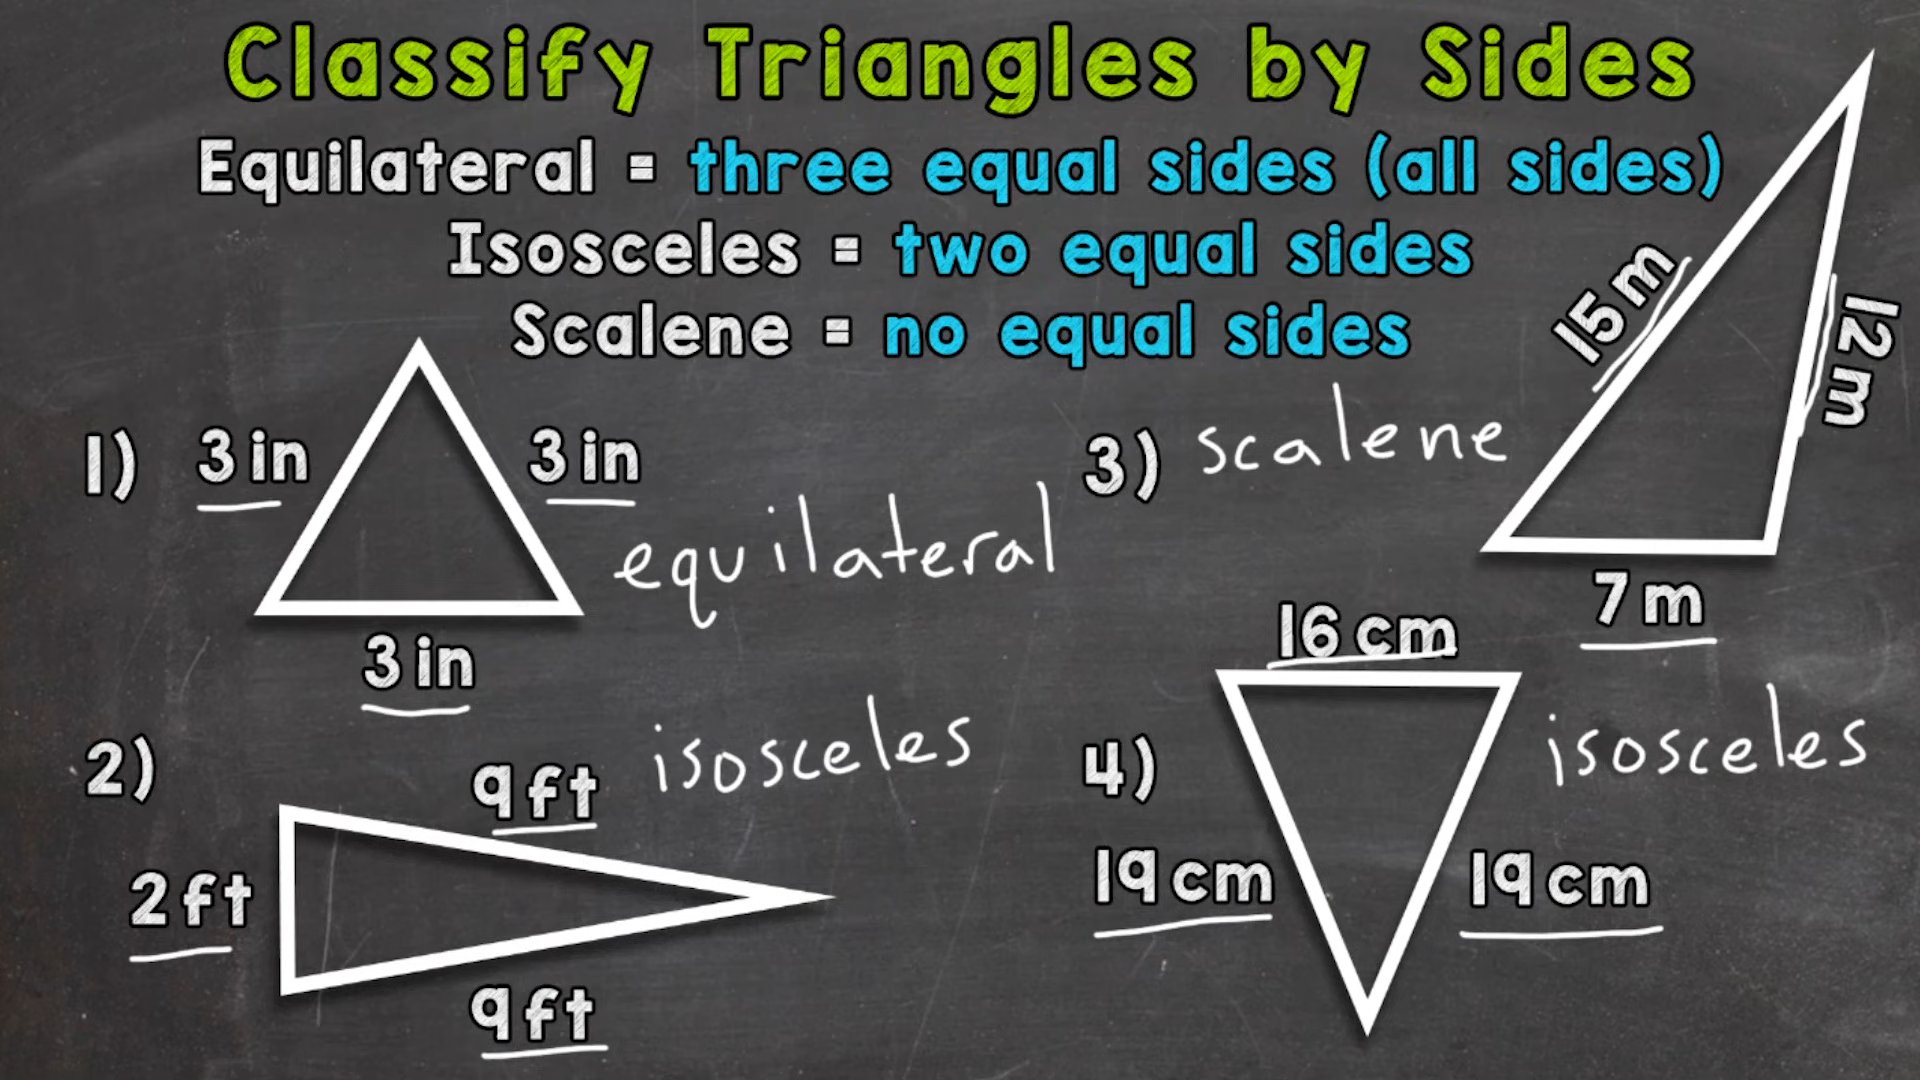 Classify Triangles by Sides
Equilateral = three equal sides (all sides)
Isosceles = two equal sides
Scalene = no equal sides
1) 3 in 3 in
equilateral
3 in
2) 9 ft isosceles
2 ft
9 ft
3) scalene 15 m 12 m
7 m
16 cm
4) isosceles
19 cm 19 cm